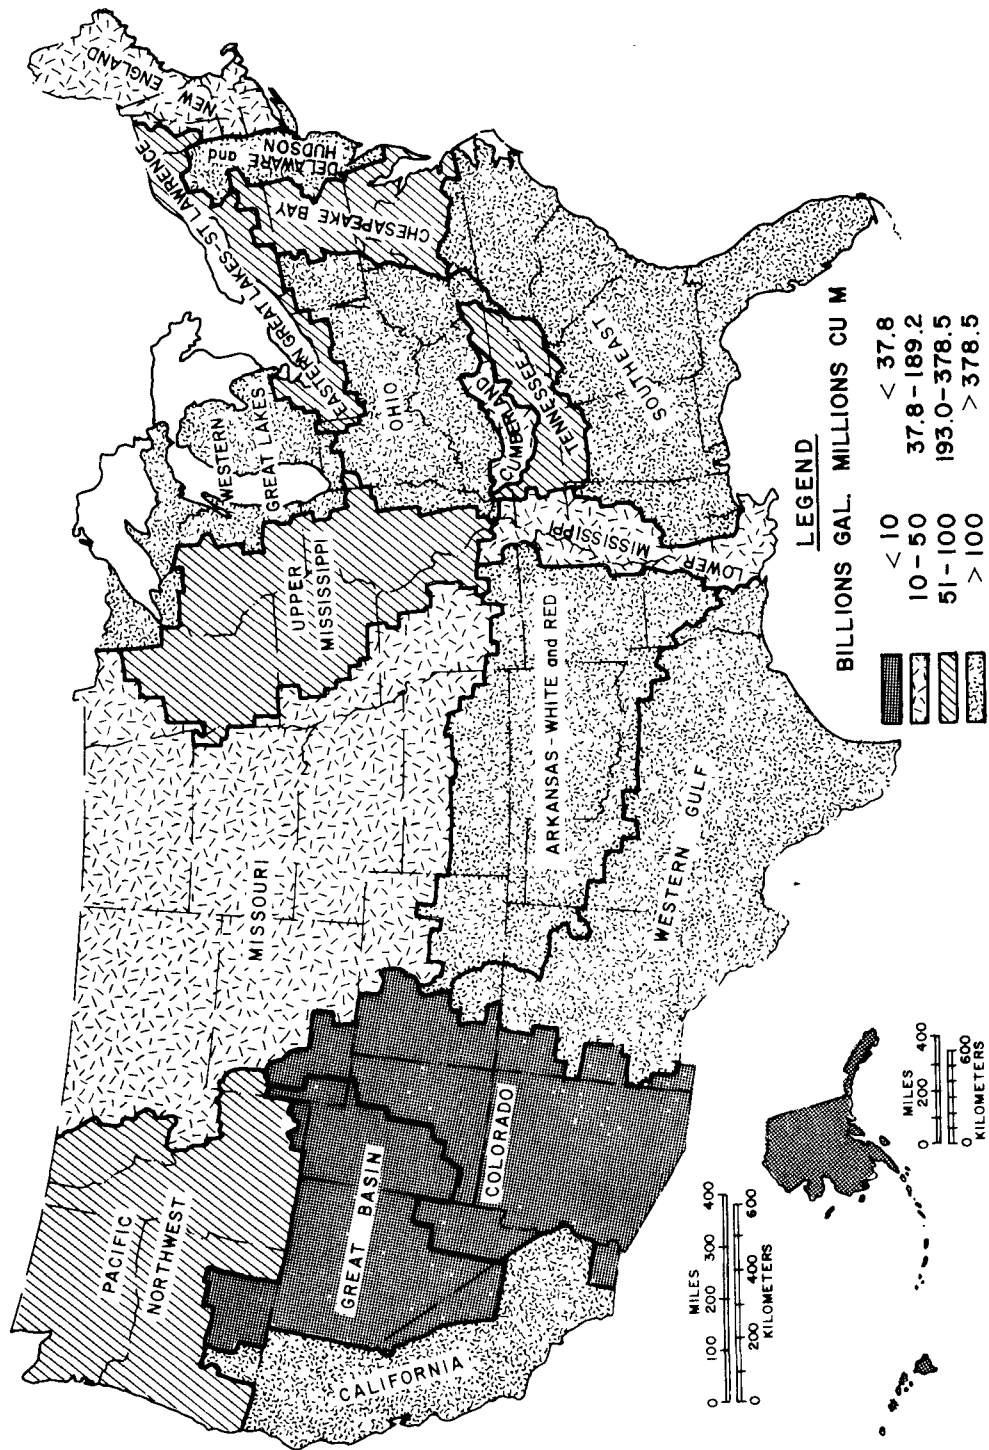 NEW
ENGLAND
EASTERN GREAT LAKES-ST LAWRENCE
DELAWARE and
HUDSON
CHESAPEAKE BAY
WESTERN
GREAT LAKES
OHIO
CUMBERLAND
TENNESSEE
SOUTHEAST
UPPER
MISSISSIPPI
LOWER MISSISSIPPI
MISSOURI
ARKANSAS-WHITE and RED
WESTERN GULF
PACIFIC
NORTHWEST
GREAT BASIN
COLORADO
CALIFORNIA
LEGEND
BILLIONS GAL. MILLIONS CU M
< 10 < 37.8
10-50 37.8-189.2
51-100 193.0-378.5
> 100 > 378.5
MILES
0 100 200 300 400
0 200 400 600
KILOMETERS
MILES
0 200 400
0 600
KILOMETERS